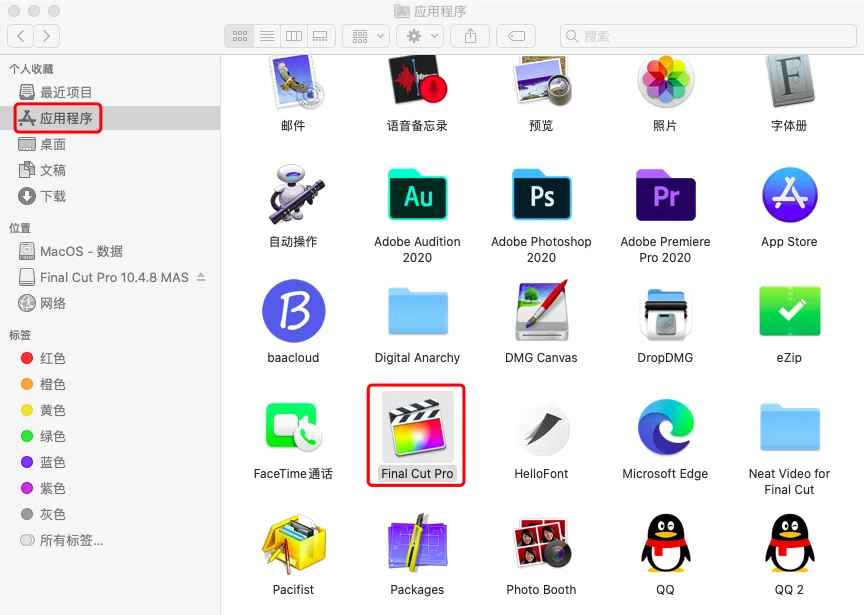 应用程序
搜索
个人收藏
最近项目
应用程序
桌面
文稿
下载
位置
MacOS - 数据
Final Cut Pro 10.4.8 MAS
网络
标签
红色
橙色
黄色
绿色
蓝色
紫色
灰色
所有标签...
邮件
语音备忘录
预览
照片
F
字体册
自动操作
Au
Adobe Audition
2020
Ps
Adobe Photoshop
2020
Pr
Adobe Premiere
Pro 2020
App Store
B
baacloud
Digital Anarchy
DMG Canvas
DropDMG
eZip
FaceTime通话
Final Cut Pro
HelloFont
Microsoft Edge
Neat Video for
Final Cut
Pacifist
Packages
Photo Booth
QQ
QQ 2